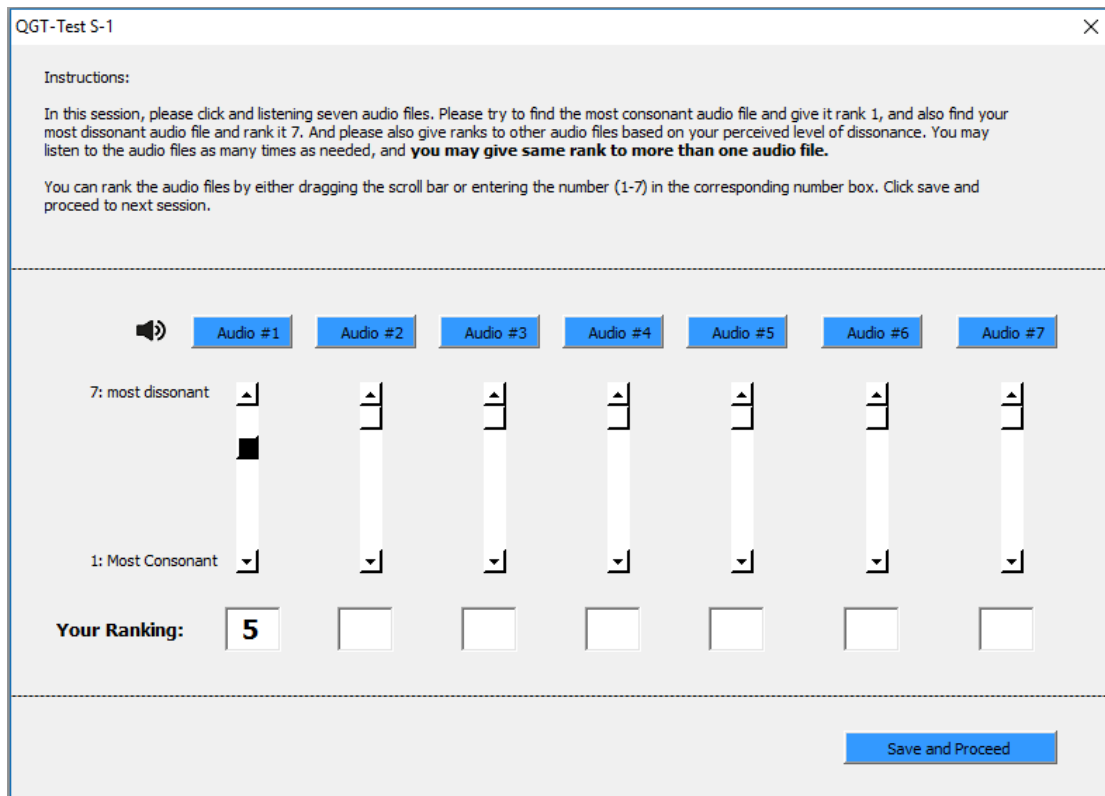 QGT-Test S-1
Instructions:
In this session, please click and listening seven audio files. Please try to find the most consonant audio file and give it rank 1, and also find your
most dissonant audio file and rank it 7. And please also give ranks to other audio files based on your perceived level of dissonance. You may
listen to the audio files as many times as needed, and you may give same rank to more than one audio file.
You can rank the audio files by either dragging the scroll bar or entering the number (1-7) in the corresponding number box. Click save and
proceed to next session.
Audio #1 Audio #2 Audio #3 Audio #4 Audio #5 Audio #6 Audio #7
7: most dissonant
1: Most Consonant
Your Ranking: 5
Save and Proceed